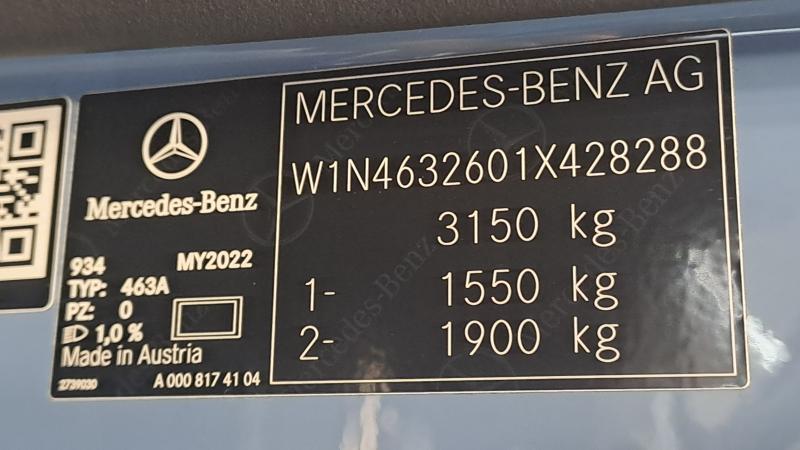 MERCEDES-BENZ AG
W1N4632601X428288
3150 kg
1- 1550 kg
2- 1900 kg
Mercedes-Benz
934 MY2022
TYP: 463A
PZ: 0
1,0 %
Made in Austria
2739030 A 000 817 41 04